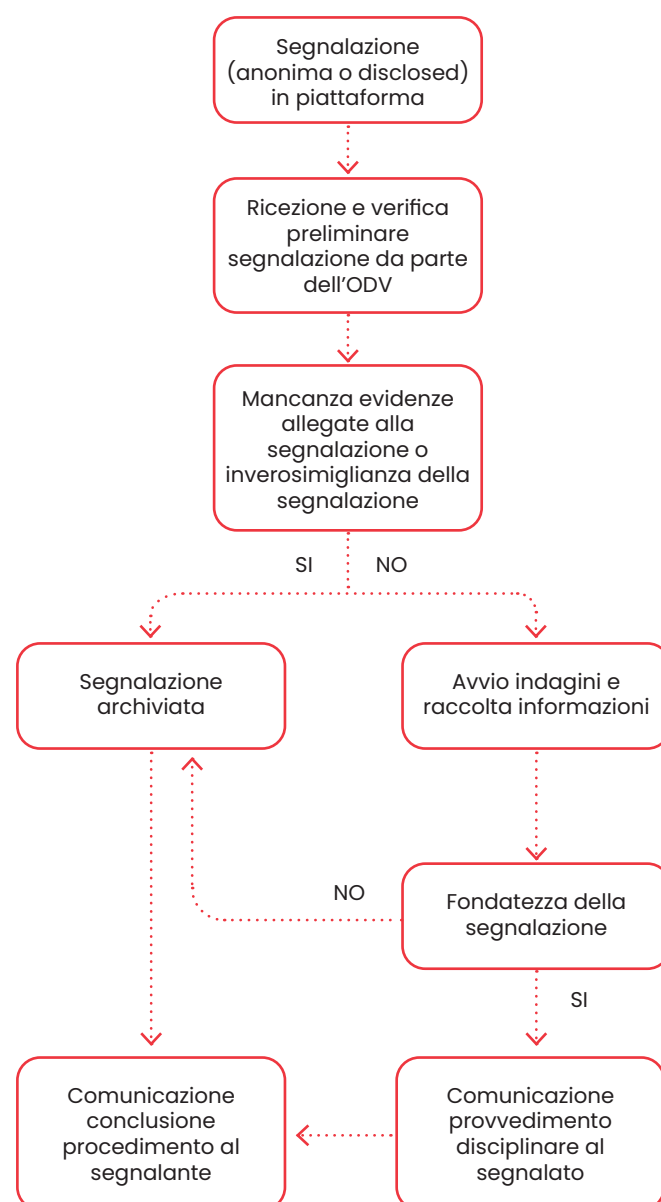 Segnalazione
(anonima o disclosed)
in piattaforma
Ricezione e verifica
preliminare
segnalazione da parte
dell’ODV
Mancanza evidenze
allegate alla
segnalazione o
inverosimiglianza della
segnalazione
SI
NO
Segnalazione
archiviata
Avvio indagini e
raccolta informazioni
NO
Fondatezza della
segnalazione
SI
Comunicazione
conclusione
procedimento al
segnalante
Comunicazione
provvedimento
disciplinare al
segnalato